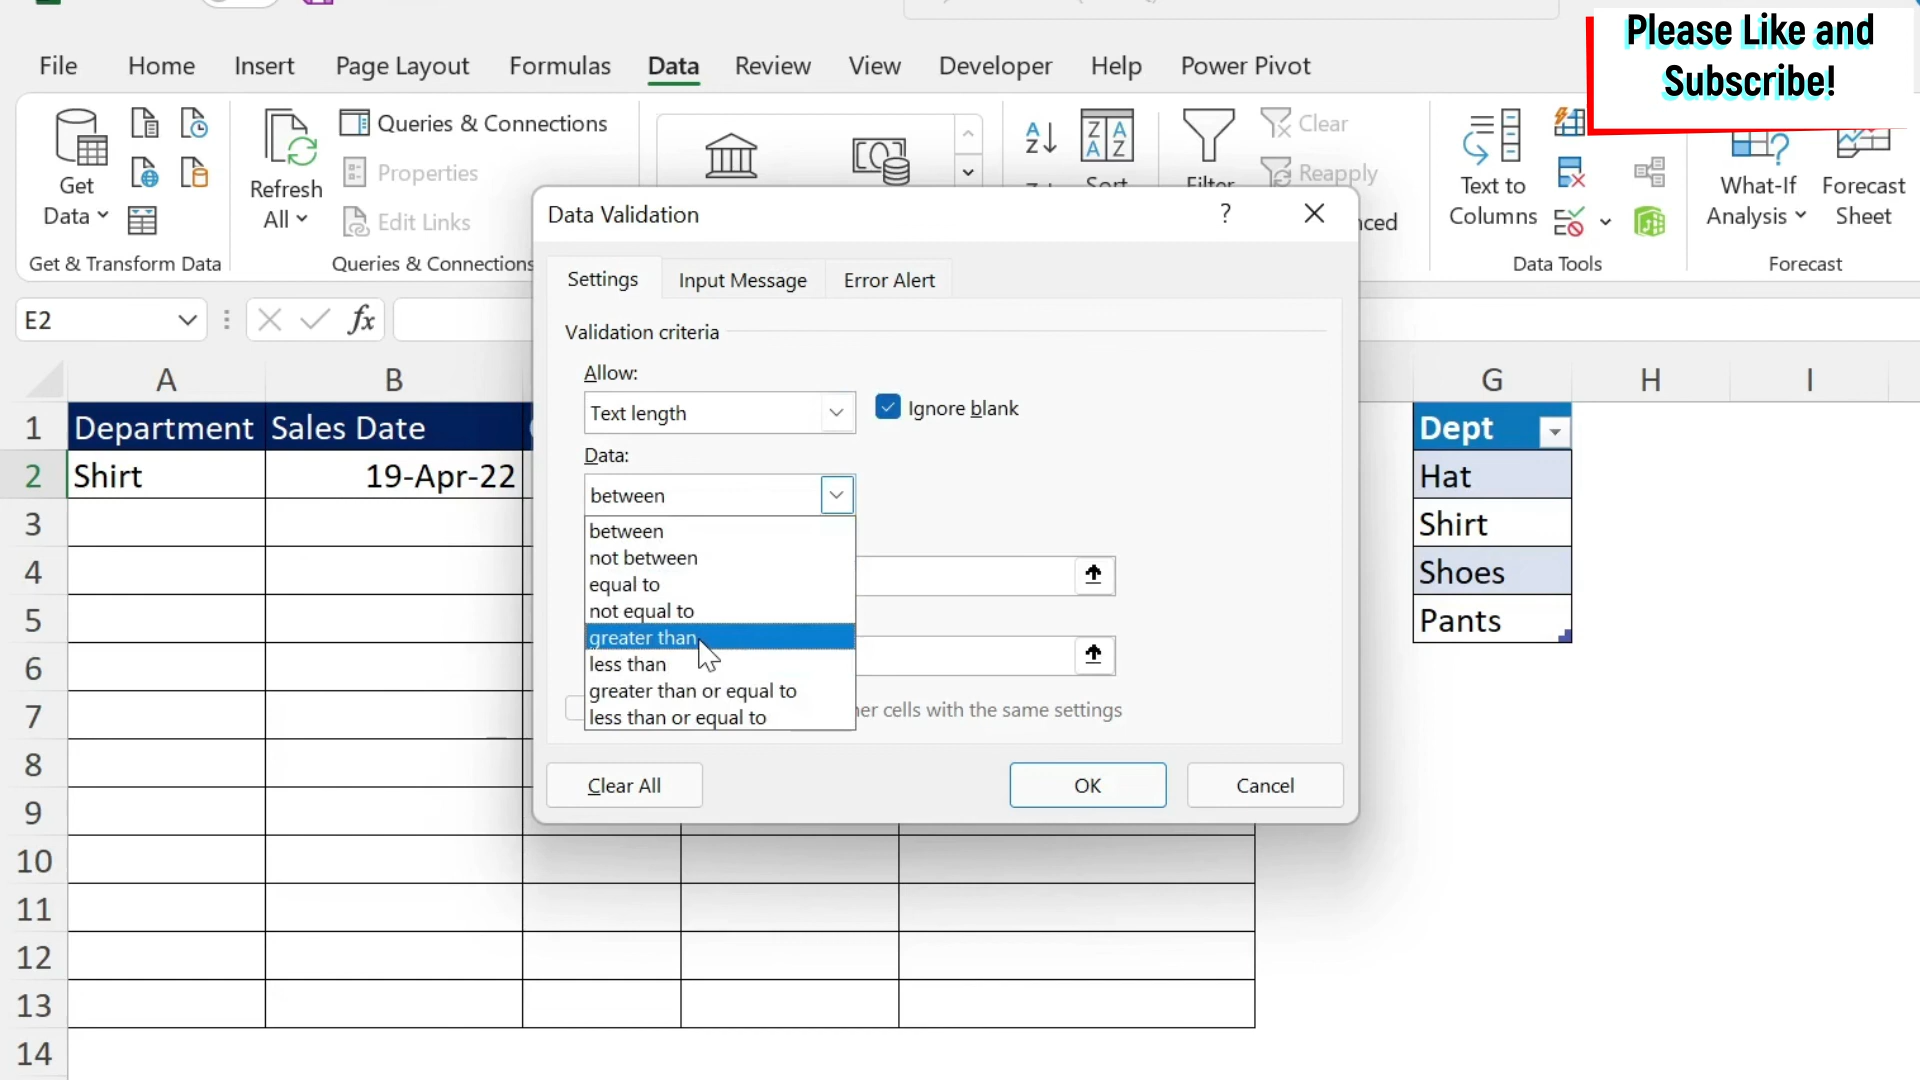 Please Like and
Subscribe!
File
Home
Insert
Page Layout
Formulas
Data
Review
View
Developer
Help
Power Pivot
Get
Data
Refresh
All
Queries & Connections
Properties
Edit Links
Sort
Filter
Clear
Reapply
nced
Text to
Columns
What-If
Analysis
Forecast
Sheet
Get & Transform Data
Queries & Connections
Data Tools
Forecast
Data Validation
?
Settings
Input Message
Error Alert
Validation criteria
Allow:
Text length
Ignore blank
Data:
between
between
not between
equal to
not equal to
greater than
less than
greater than or equal to
less than or equal to
her cells with the same settings
Clear All
OK
Cancel
E2
fx
A
B
G
H
I
1
Department
Sales Date
Dept
2
Shirt
19-Apr-22
Hat
3
Shirt
4
Shoes
5
Pants
6
7
8
9
10
11
12
13
14